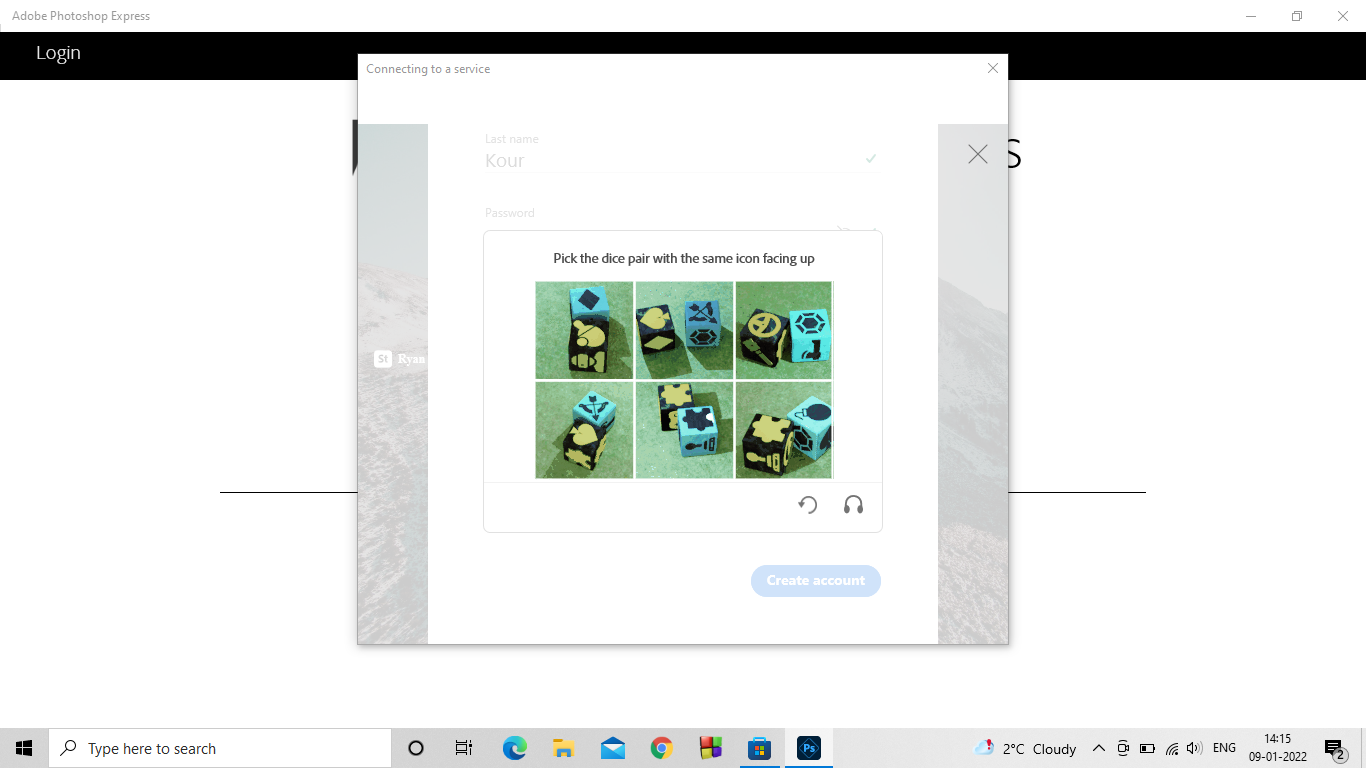 Adobe Photoshop Express
Login
Connecting to a service
s
Last name
Kour
Password
Pick the dice pair with the same icon facing up
St Ryan
Create account
Type here to search
Ps
2°C Cloudy
ENG
14:15
09-01-2022
2